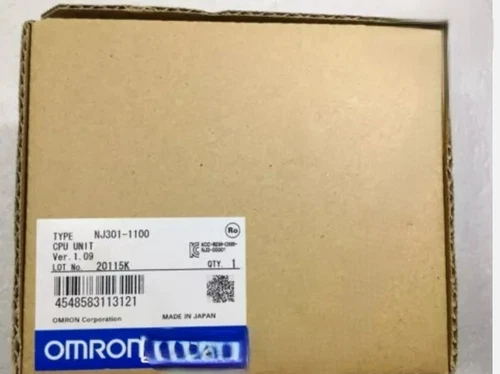 TYPE NJ301-1100
Ro
CPU UNIT
Ver.1.09
LOT No. 20115K
QTY. 1
4548583113121
OMRON Corporation
MADE IN JAPAN
OMRON